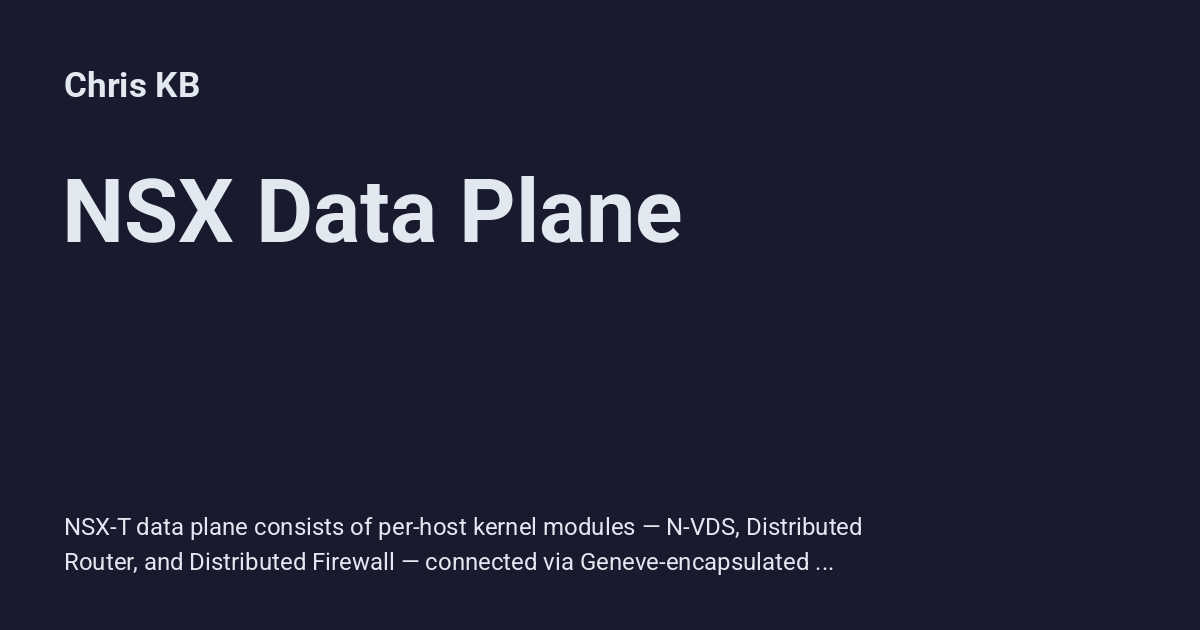 Chris KB
NSX Data Plane
NSX-T data plane consists of per-host kernel modules — N-VDS, Distributed
Router, and Distributed Firewall — connected via Geneve-encapsulated ...